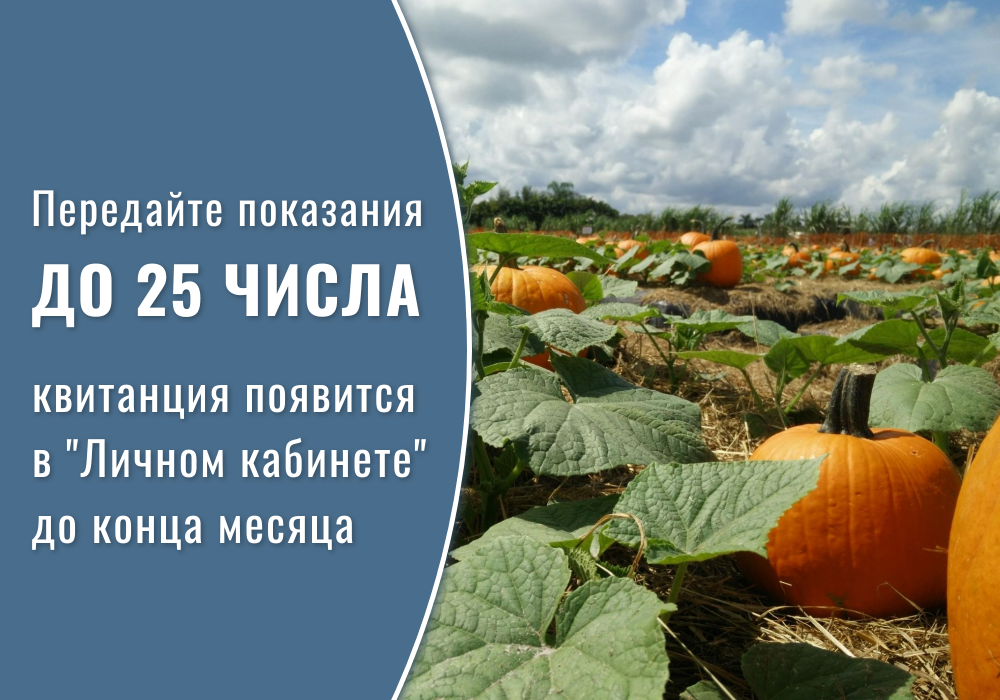 Передайте показания
ДО 25 ЧИСЛА
квитанция появится
в "Личном кабинете"
до конца месяца